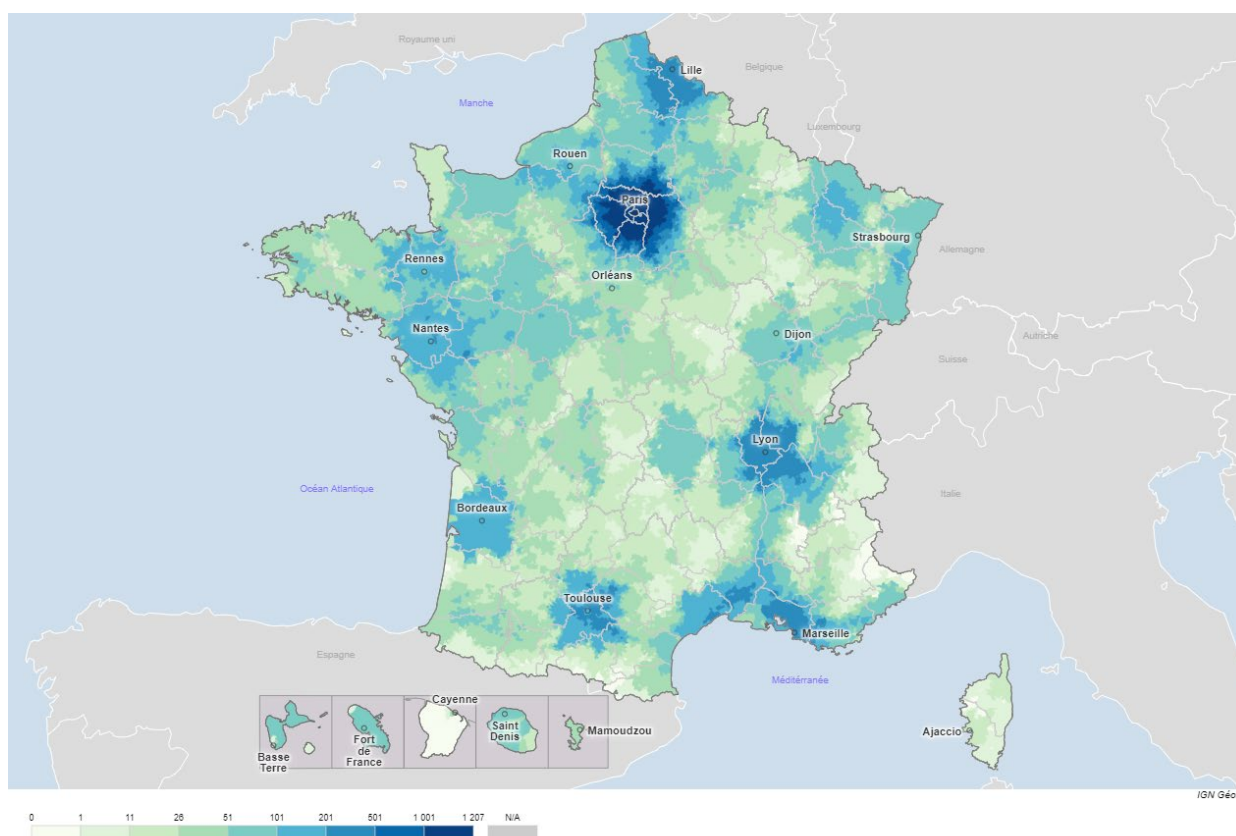 Royaume uni
Belgique
Lille
Manche
Luxembourg
Rouen
Paris
Strasbourg
Allemagne
Rennes
Orléans
Nantes
Dijon
Autriche
Suisse
Lyon
Océan Atlantique
Italie
Bordeaux
Toulouse
Marseille
Espagne
Méditérranée
Cayenne
Saint
Denis
Mamoudzou
Ajaccio
Basse
Terre
Fort
de
France
IGN Géo
0 1 11 26 51 101 201 501 1 001 1 207 N/A